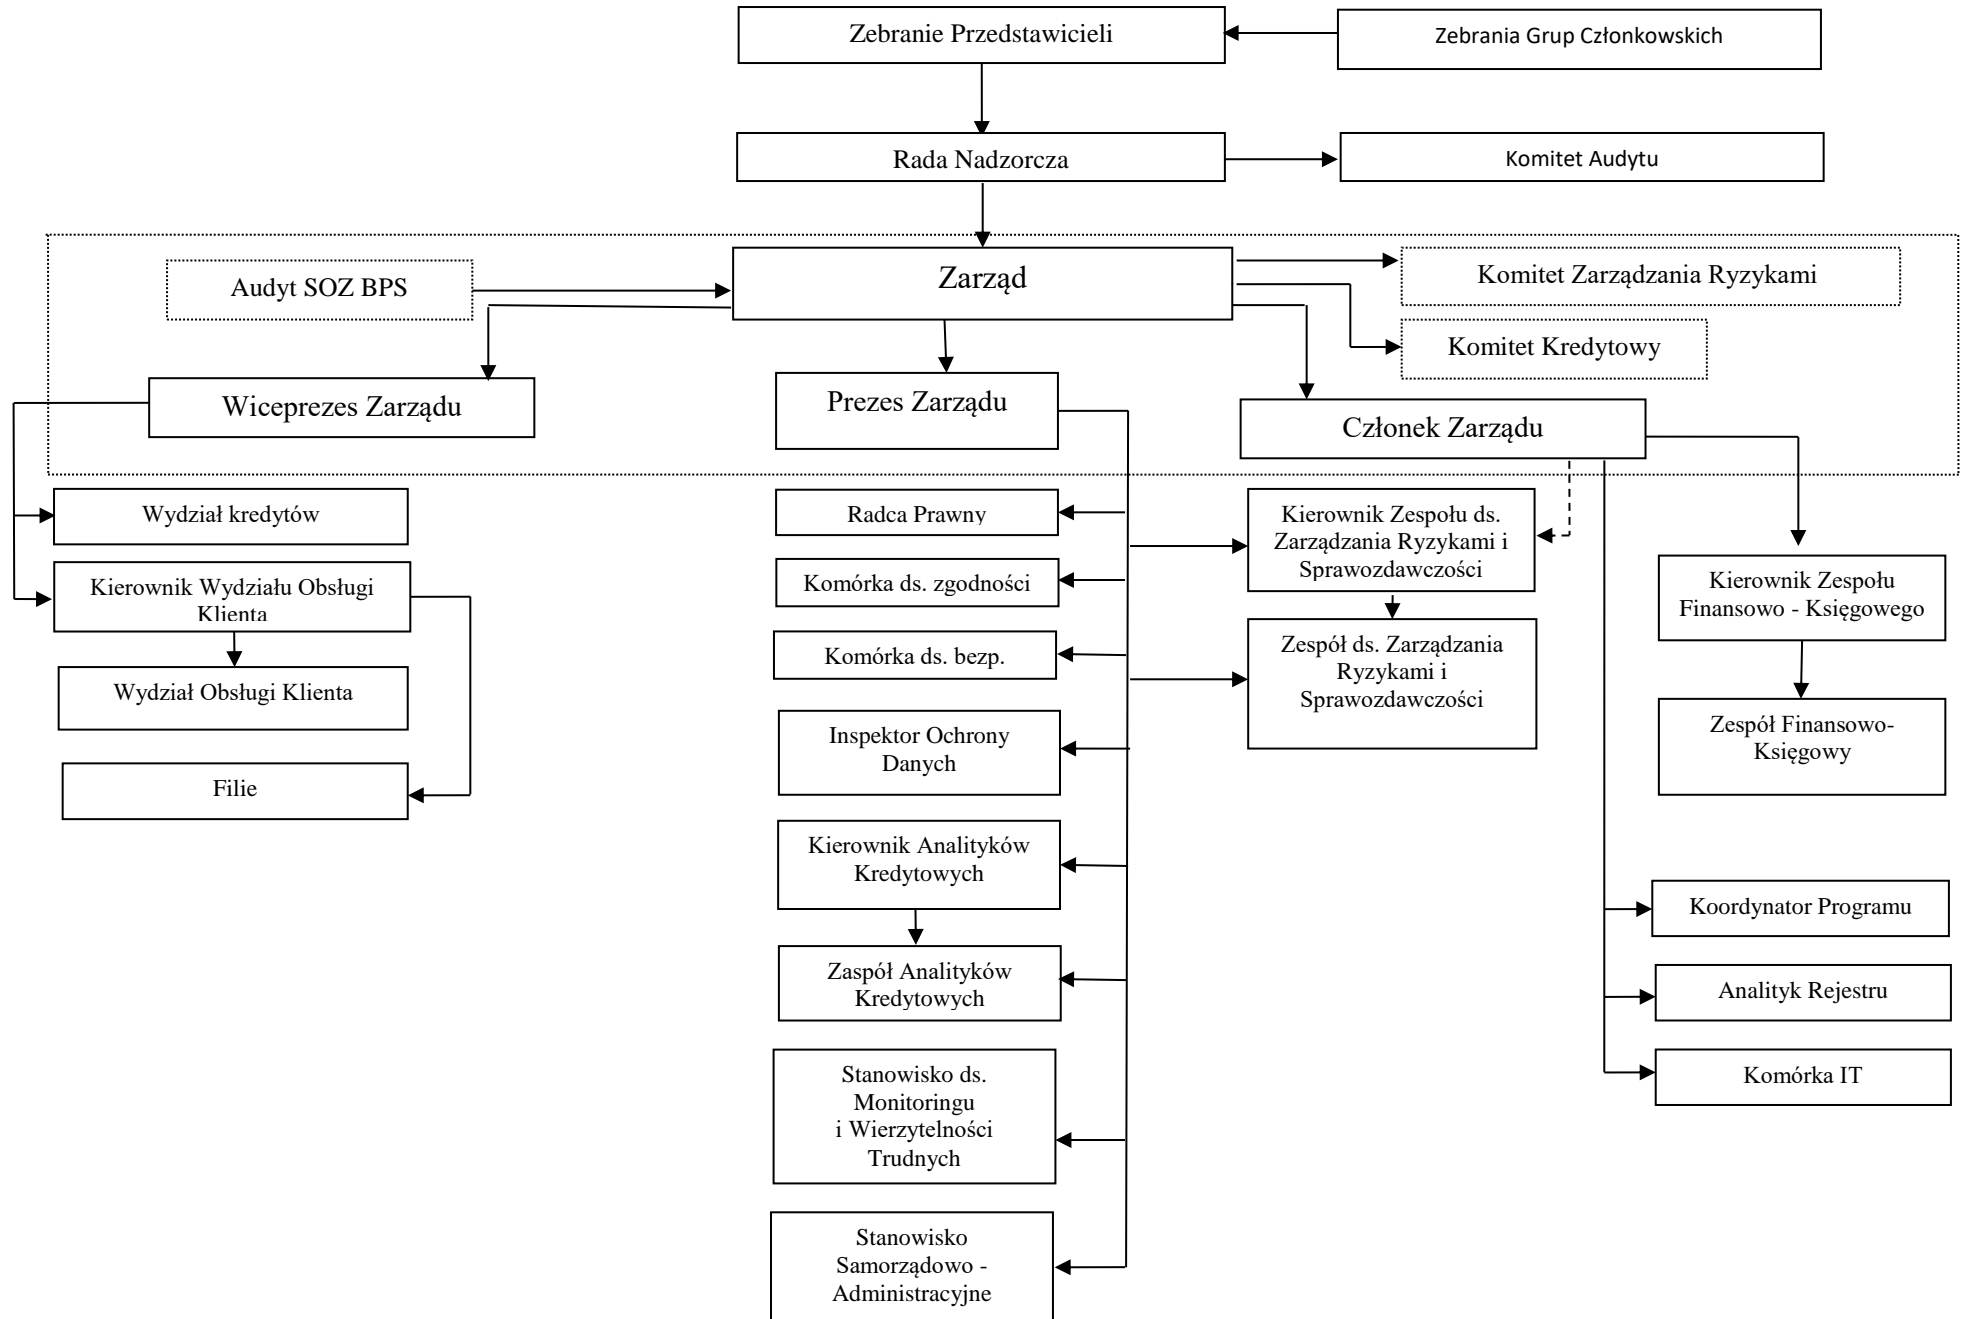 Zebranie Przedstawicieli
Zebrania Grup Członkowskich
Rada Nadzorcza
Komitet Audytu
Audyt SOZ BPS
Zarząd
Komitet Zarządzania Ryzykami
Komitet Kredytowy
Wiceprezes Zarządu
Prezes Zarządu
Członek Zarządu
Wydział kredytów
Kierownik Wydziału Obsługi
Klienta
Wydział Obsługi Klienta
Filie
Radca Prawny
Komórka ds. zgodności
Komórka ds. bezp.
Inspektor Ochrony
Danych
Kierownik Analityków
Kredytowych
Zaspół Analityków
Kredytowych
Stanowisko ds.
Monitoringu
i Wierzytelności
Trudnych
Stanowisko
Samorządowo -
Administracyjne
Kierownik Zespołu ds.
Zarządzania Ryzykami i
Sprawozdawczości
Zespół ds. Zarządzania
Ryzykami i
Sprawozdawczości
Kierownik Zespołu
Finansowo - Księgowego
Zespół Finansowo-
Księgowy
Koordynator Programu
Analityk Rejestru
Komórka IT